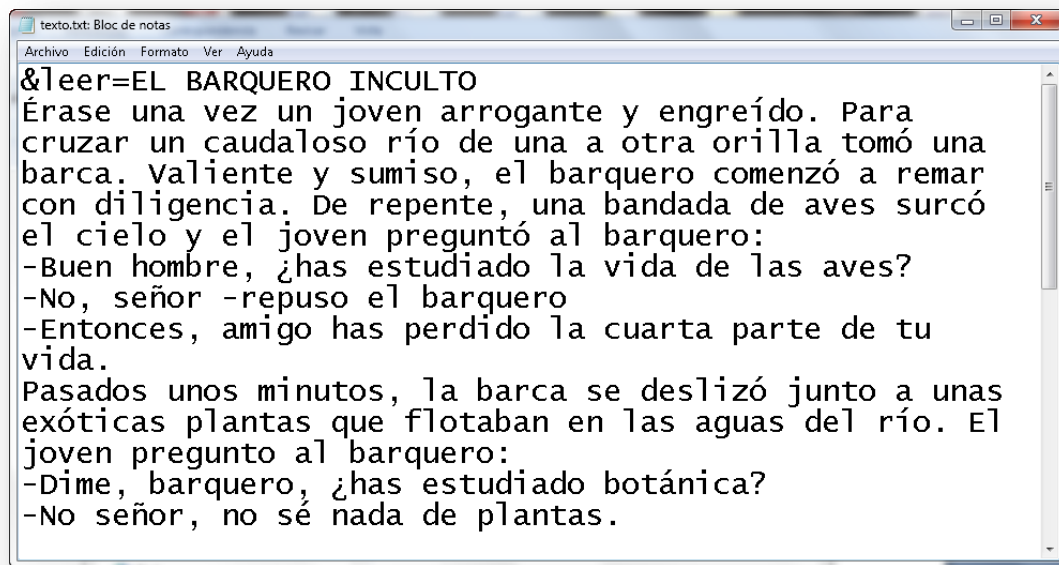 texto.txt: Bloc de notas
Archivo Edición Formato Ver Ayuda
&leer=EL BARQUERO INCULTO
Érase una vez un joven arrogante y engreído. Para
cruzar un caudaloso río de una a otra orilla tomó una
barca. Valiente y sumiso, el barquero comenzó a remar
con diligencia. De repente, una bandada de aves surcó
el cielo y el joven preguntó al barquero:
-Buen hombre, ¿has estudiado la vida de las aves?
-No, señor -repuso el barquero
-Entonces, amigo has perdido la cuarta parte de tu
vida.
Pasados unos minutos, la barca se deslizó junto a unas
exóticas plantas que flotaban en las aguas del río. El
joven pregunto al barquero:
-Dime, barquero, ¿has estudiado botánica?
-No señor, no sé nada de plantas.